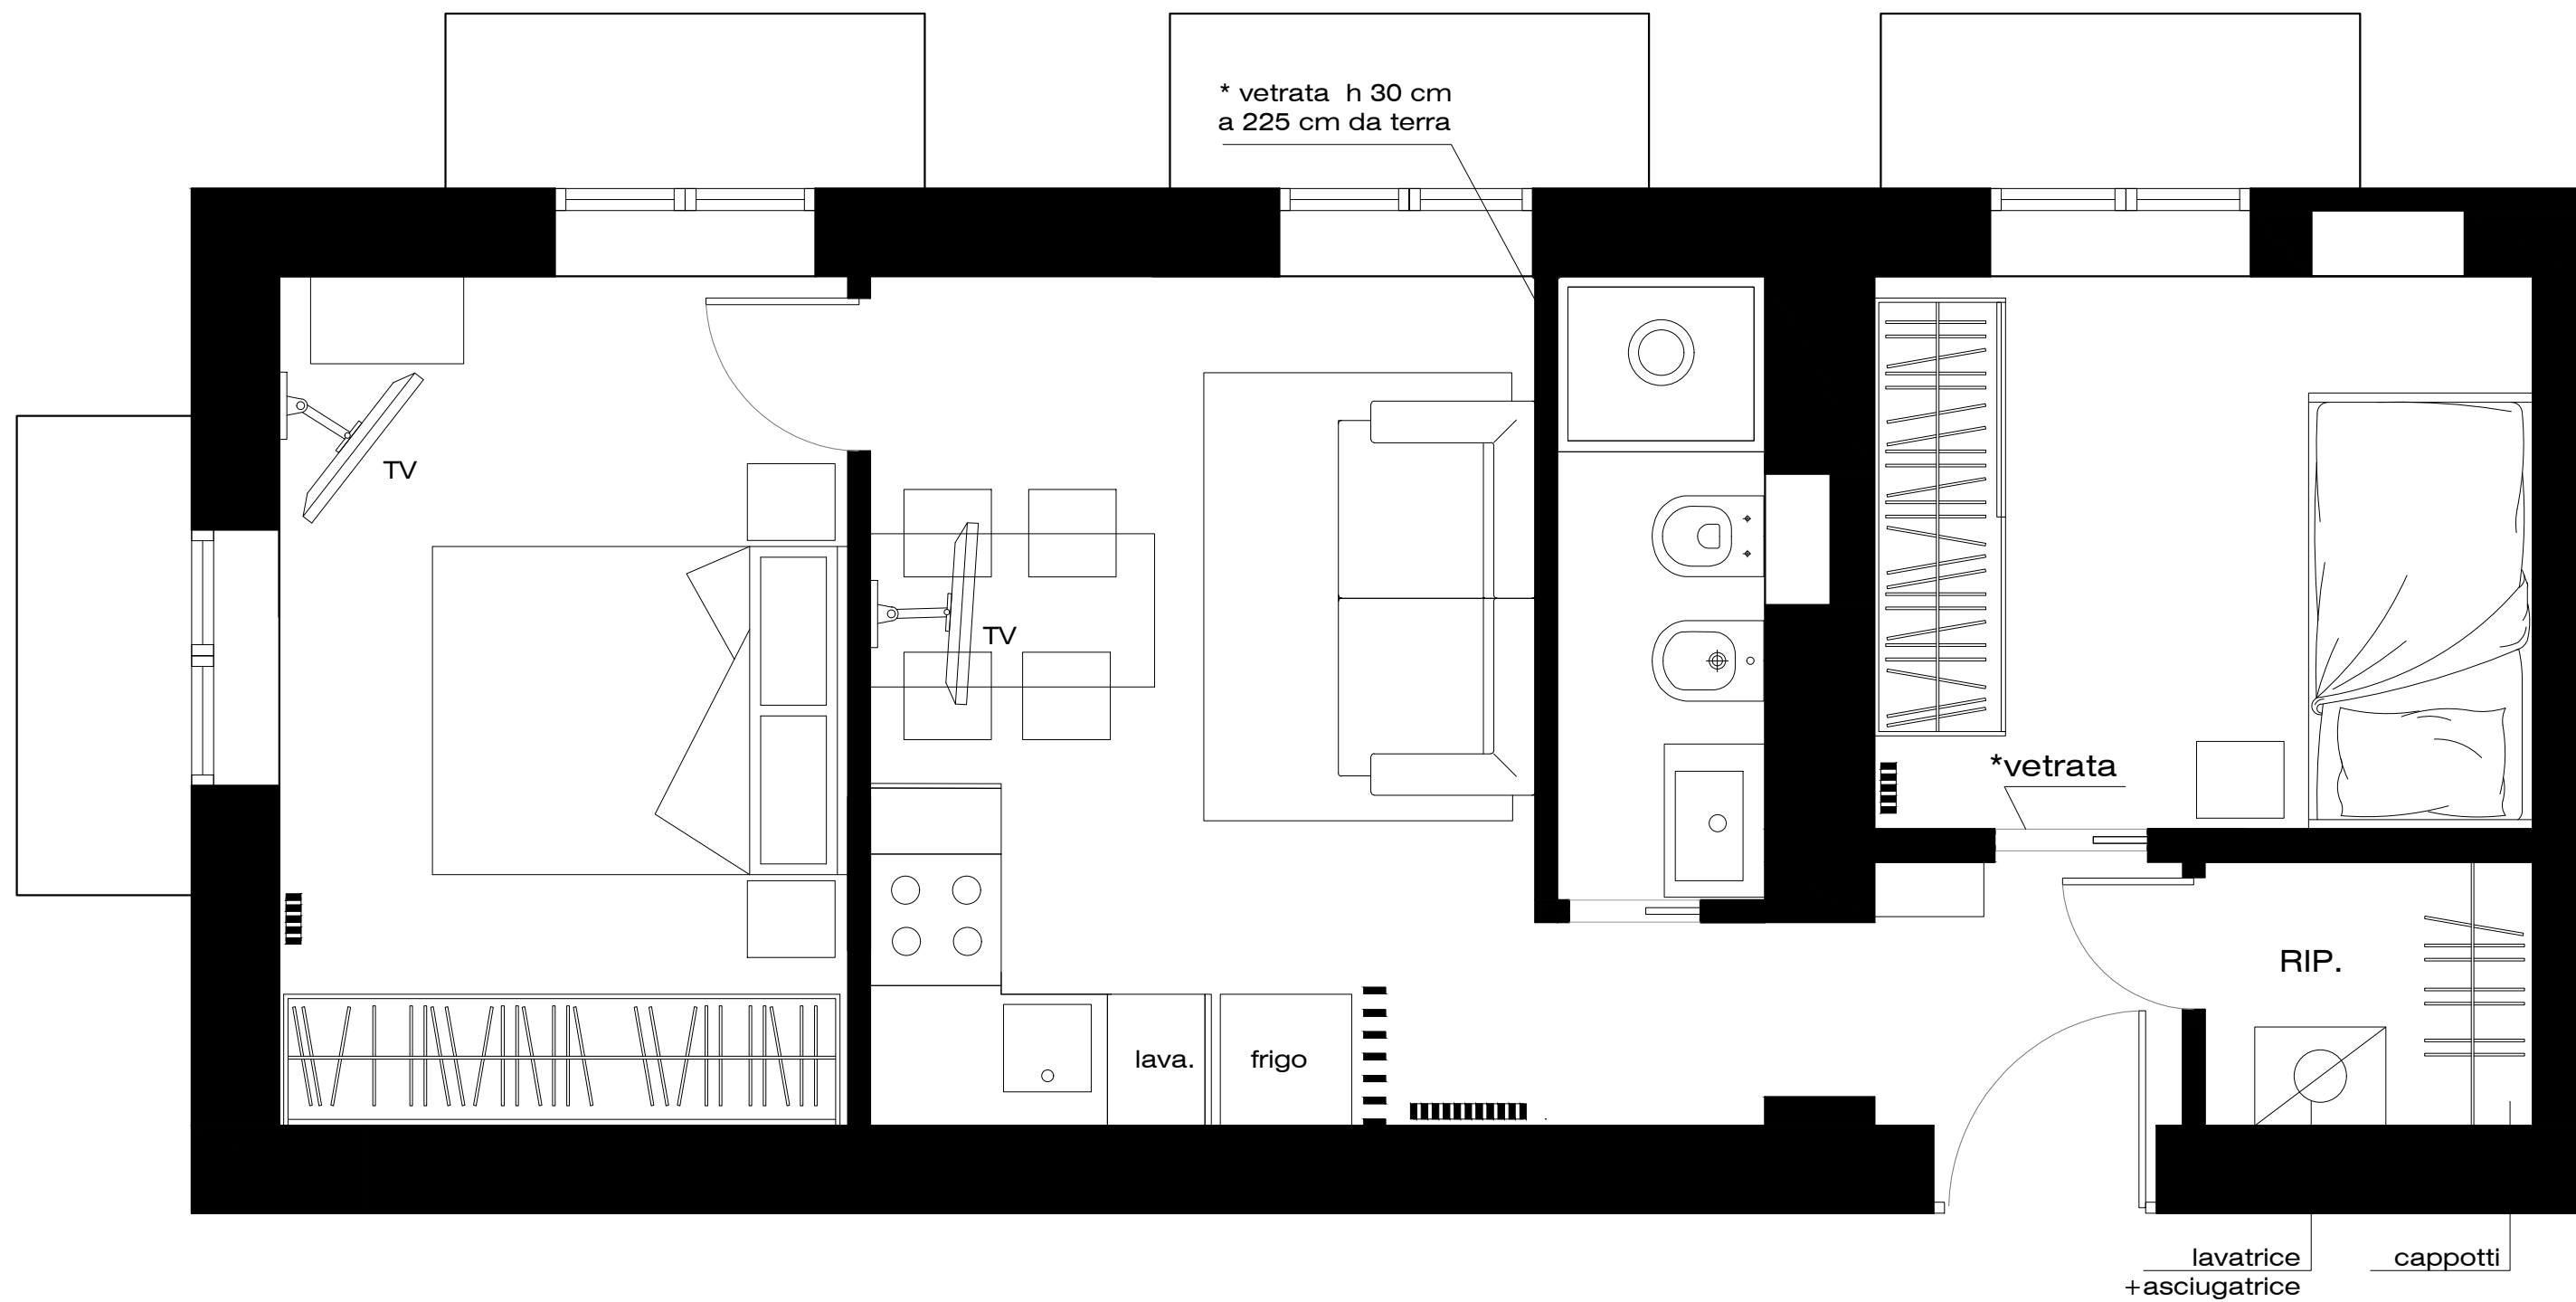 * vetrata h 30 cm
a 225 cm da terra
TV
TV
*vetrata
RIP.
lava.
frigo
lavatrice
+asciugatrice
cappotti